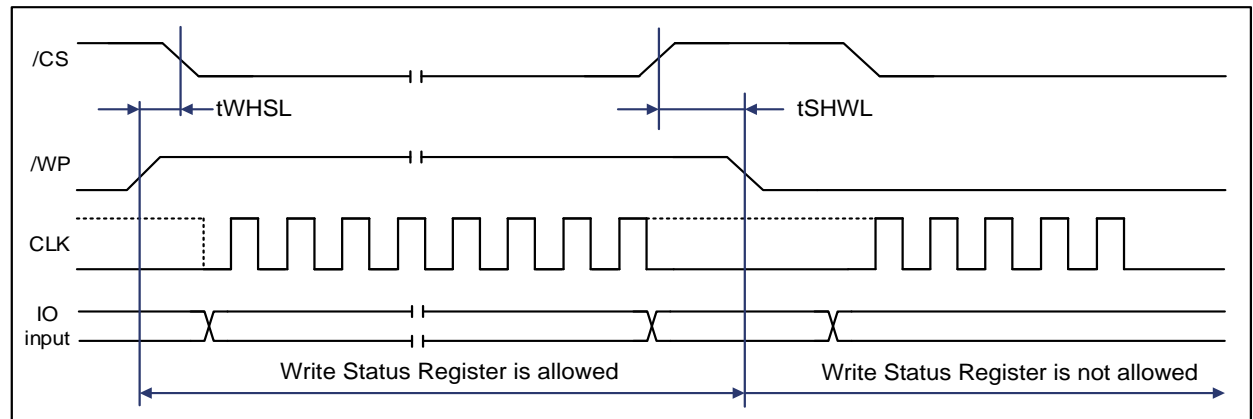 /CS
tWHSL
tSHWL
/WP
CLK
IO
input
Write Status Register is allowed
Write Status Register is not allowed